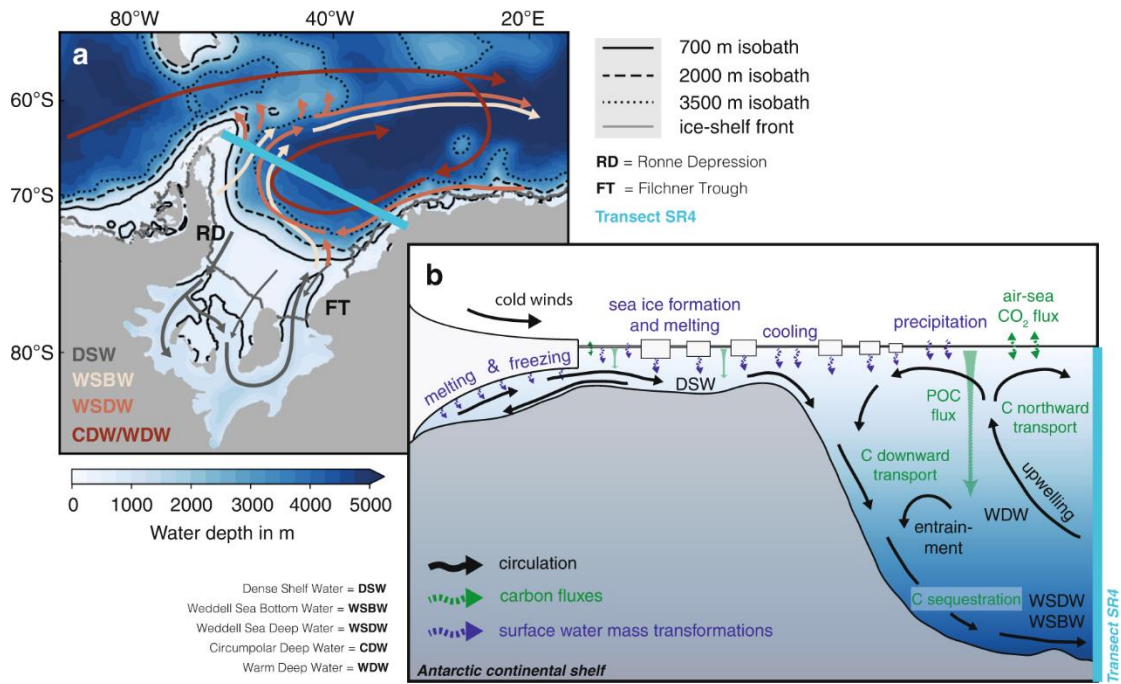 80°W 40°W 20°E
a
60°S
70°S
80°S
RD
FT
DSW
WSBW
WSDW
CDW/WDW
0 1000 2000 3000 4000 5000
Water depth in m
700 m isobath
2000 m isobath
3500 m isobath
ice-shelf front
RD = Ronne Depression
FT = Filchner Trough
Transect SR4
Dense Shelf Water = DSW
Weddell Sea Bottom Water = WSBW
Weddell Sea Deep Water = WSDW
Circumpolar Deep Water = CDW
Warm Deep Water = WDW
b
cold winds
sea ice formation
and melting
cooling
precipitation
air-sea
CO₂ flux
melting & freezing
DSW
POC
flux
C northward
transport
C downward
transport
upwelling
WDW
entrain-
ment
circulation
carbon fluxes
surface water mass transformations
C sequestration
WSDW
WSBW
Antarctic continental shelf
Transect SR4